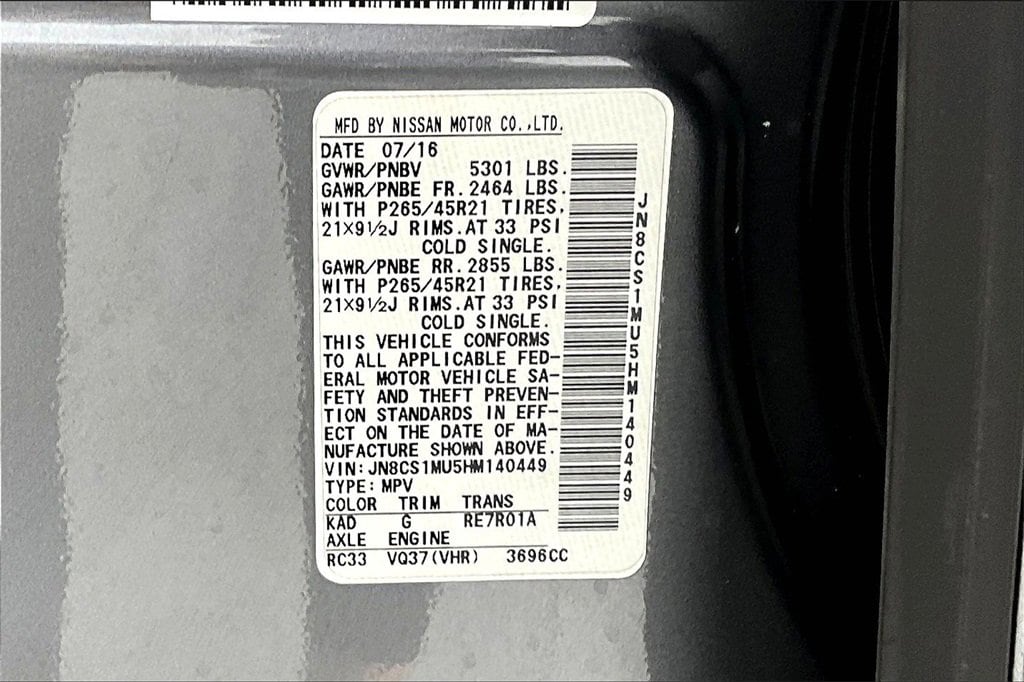 MFD BY NISSAN MOTOR CO.,LTD.
DATE 07/16
GVWR/PNBV 5301 LBS.
GAWR/PNBE FR. 2464 LBS.
WITH P265/45R21 TIRES,
21×9½J RIMS.AT 33 PSI
COLD SINGLE.
GAWR/PNBE RR. 2855 LBS.
WITH P265/45R21 TIRES,
21×9½J RIMS.AT 33 PSI
COLD SINGLE.
THIS VEHICLE CONFORMS
TO ALL APPLICABLE FED-
ERAL MOTOR VEHICLE SA-
FETY AND THEFT PREVEN-
TION STANDARDS IN EFF-
ECT ON THE DATE OF MA-
NUFACTURE SHOWN ABOVE.
VIN: JN8CS1MU5HM140449
TYPE: MPV
COLOR TRIM TRANS
KAD G RE7R01A
AXLE ENGINE
RC33 VQ37(VHR) 3696CC
JN8CS1MU5HM140449